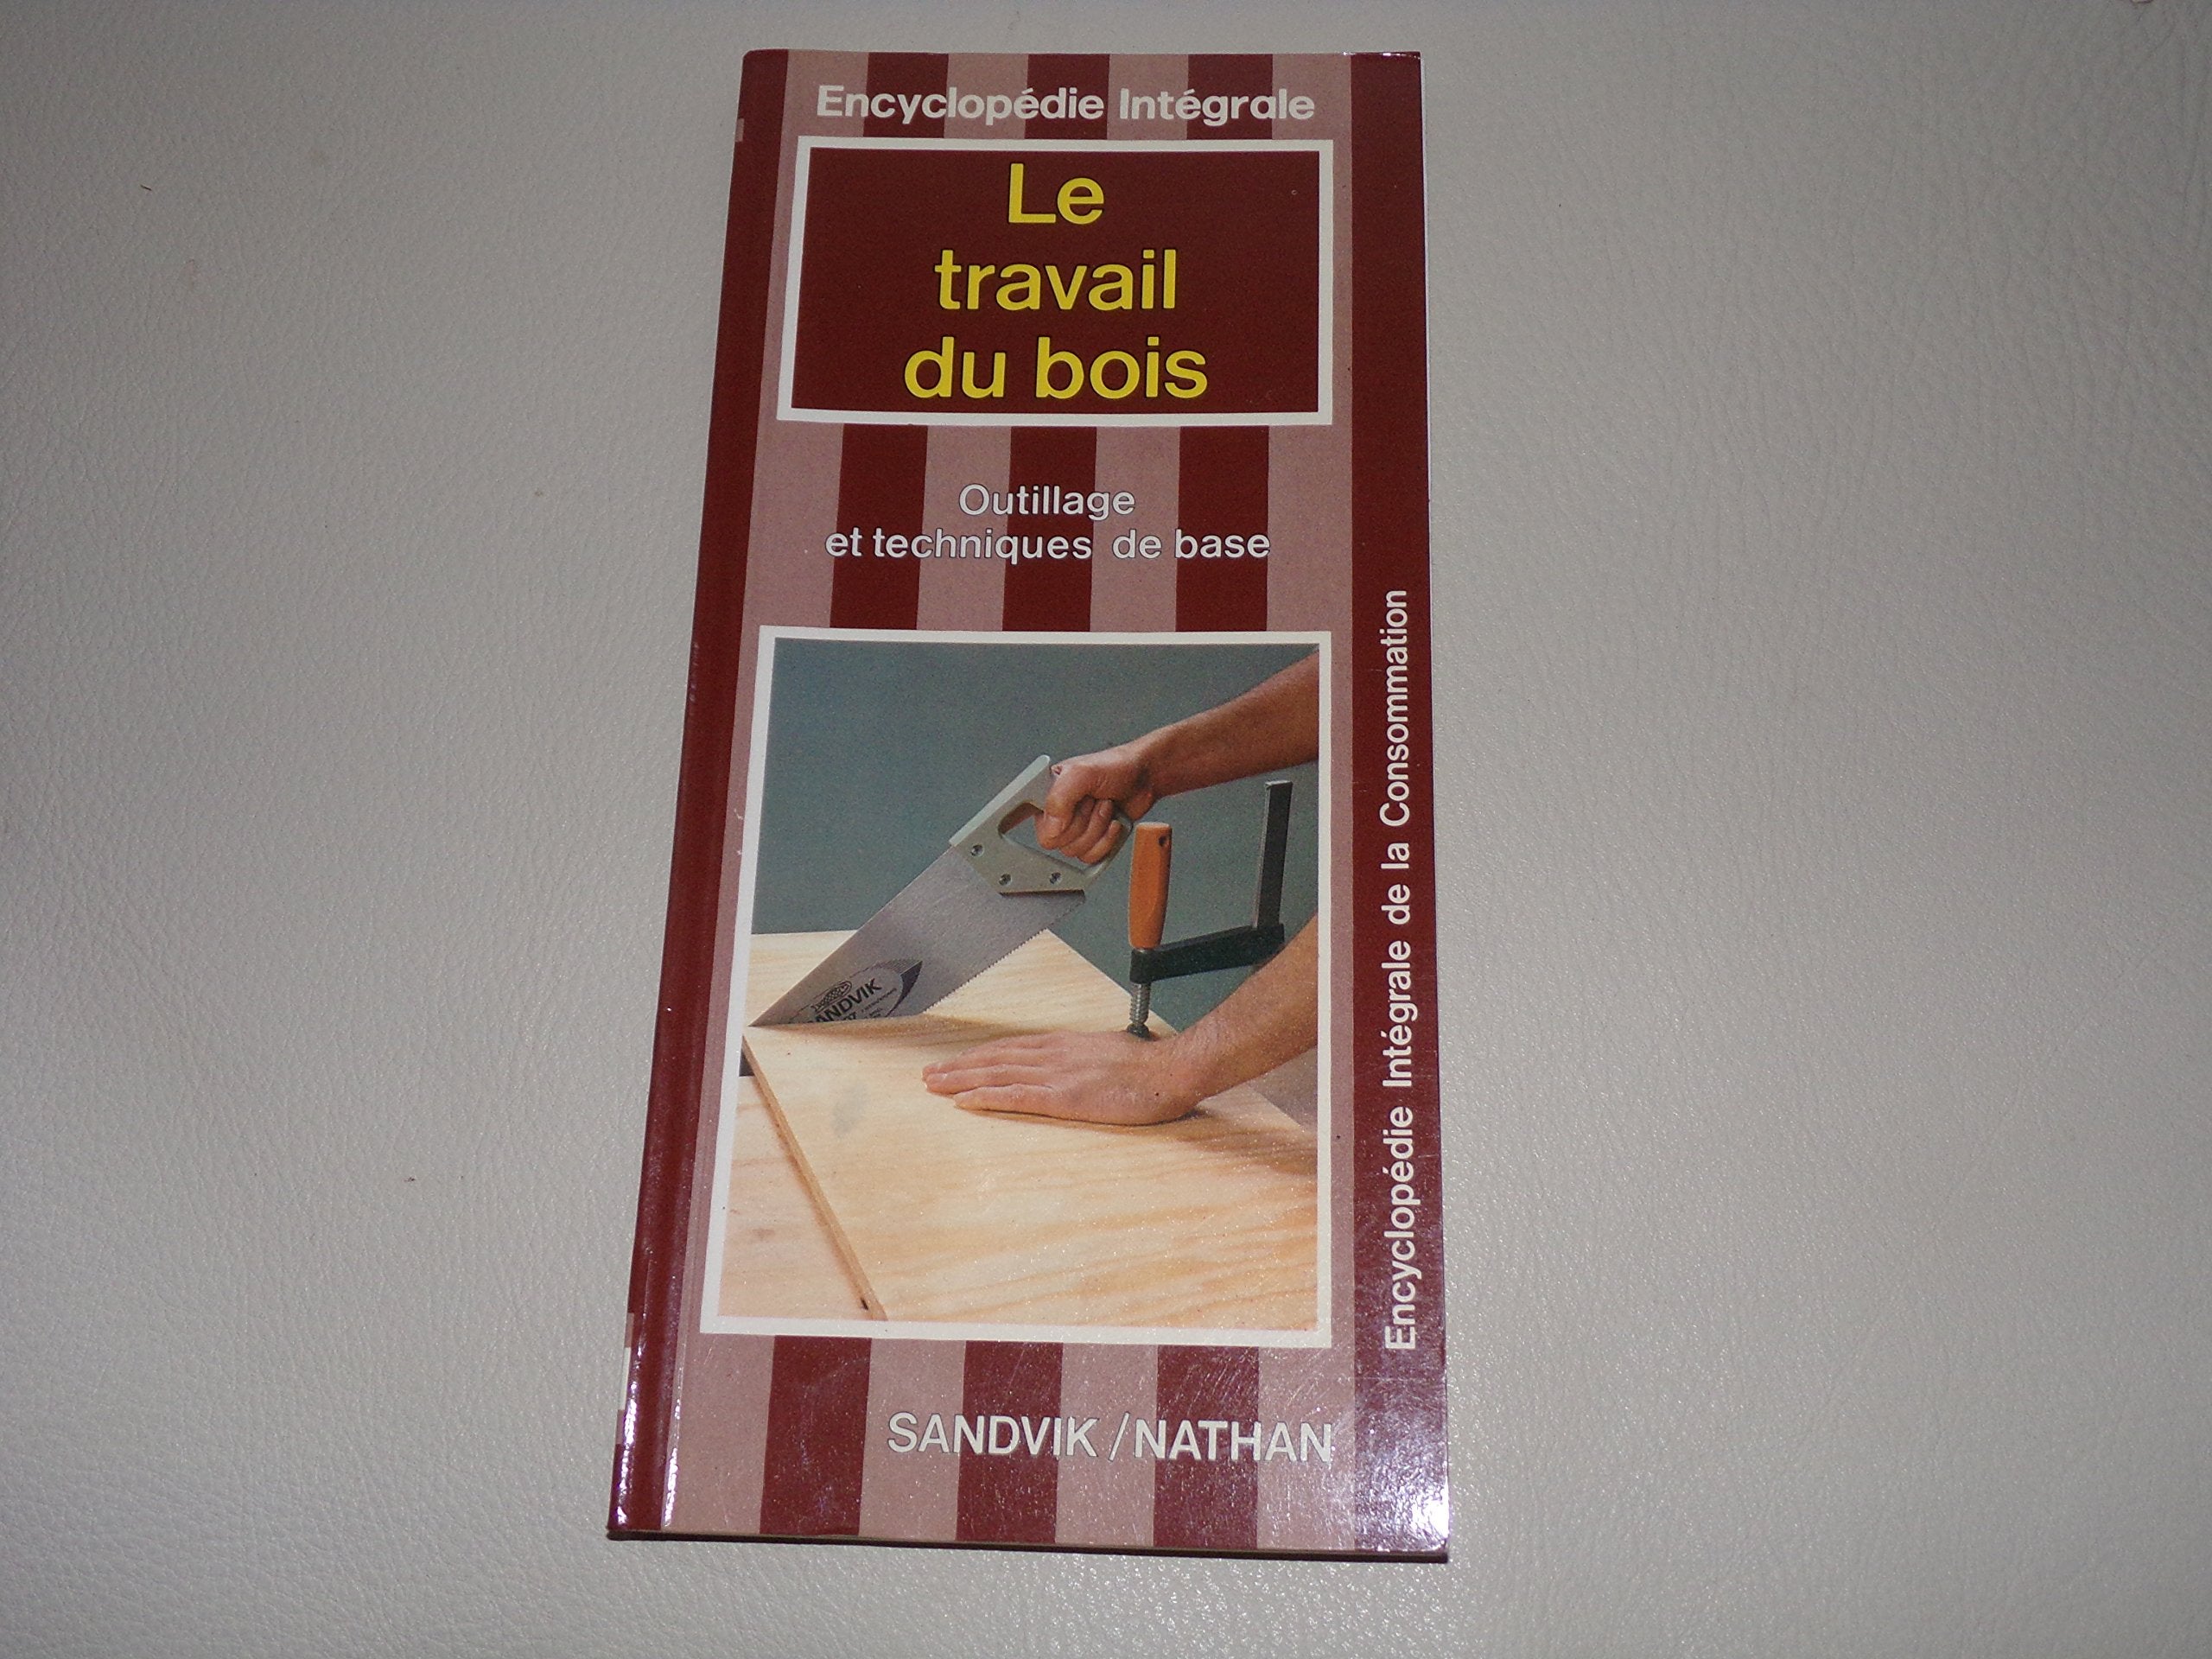 Encyclopédie Intégrale
Le
travail
du bois
Outillage
et techniques de base
SANDVIK
SANDVIK / NATHAN
Encyclopédie Intégrale de la Consommation